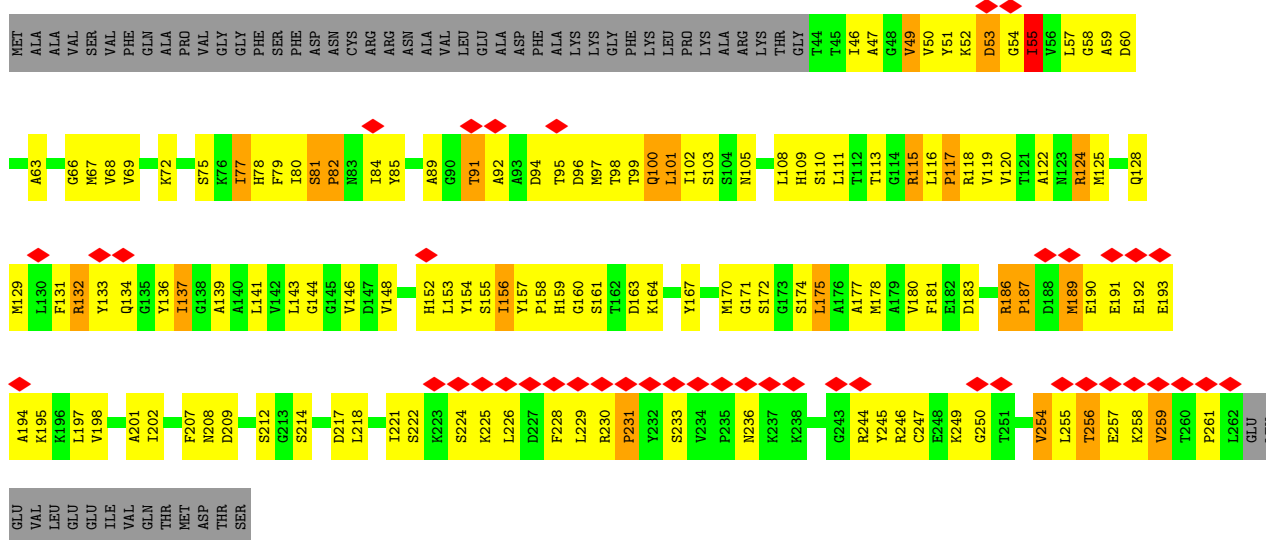 MET ALA ALA VAL SER VAL VAL PHE GLN ALA PRO VAL GLY GLY PHE SER PHE ASP ASN CYS ARG ARG ASN ALA VAL LEU GLU ALA ASP PHE ALA LYS LYS GLY PHE LYS LEU PRO LYS ALA ARG LYS THR GLY T44 T45 I46 A47 G48 V49 V50 Y51 K52 D53 G54 I55 V56 L57 G58 A59 D60
A63 G66 M67 V68 V69 K72 S75 K76 I77 H78 F79 I80 S81 P82 N83 I84 Y85 A89 G90 T91 A92 A93 D94 T95 D96 M97 T98 T99 Q100 L101 I102 S103 S104 N105 L108 H109 S110 L111 T112 T113 G114 R115 L116 P117 R118 V119 V120 T121 A122 N123 R124 M125 Q128
M129 L130 F131 R132 Y133 Q134 G135 Y136 I137 G138 A139 A140 L141 V142 L143 G144 G145 V146 D147 V148 H152 L153 Y154 S155 I156 Y157 P158 H159 G160 S161 T162 D163 K164 Y167 M170 G171 S172 G173 S174 L175 A176 A177 M178 A179 V180 F181 E182 D183 R186 P187 D188 M189 E190 E191 E192 E193
A194 K195 K196 L197 V198 A201 I202 F207 N208 D209 S212 G213 S214 D217 L218 I221 S222 K223 S224 K225 L226 D227 F228 L229 R230 P231 Y232 S233 V234 P235 N236 K237 K238 G243 R244 Y245 R246 C247 E248 K249 G250 T251 V254 L255 T256 E257 K258 V259 T260 P261 L262 GLU
GLU VAL LEU GLU GLU ILE VAL GLN THR MET ASP THR SER